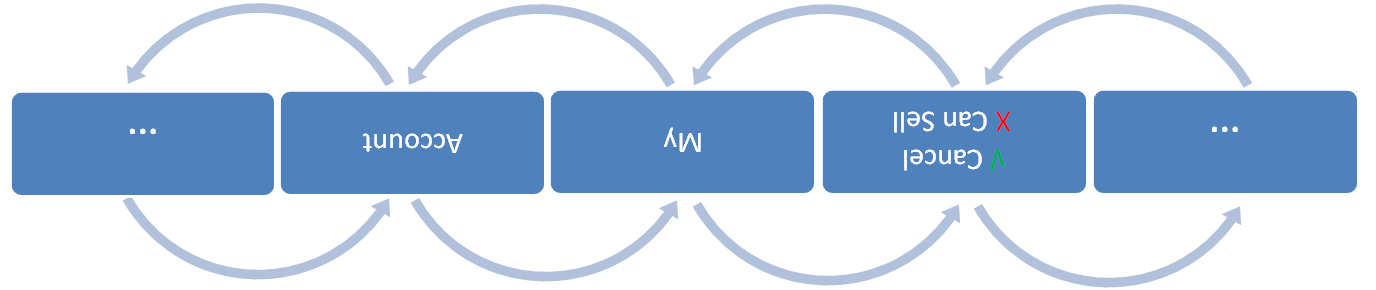 ...
√ Cancel
X Can Sell
My
Account
...